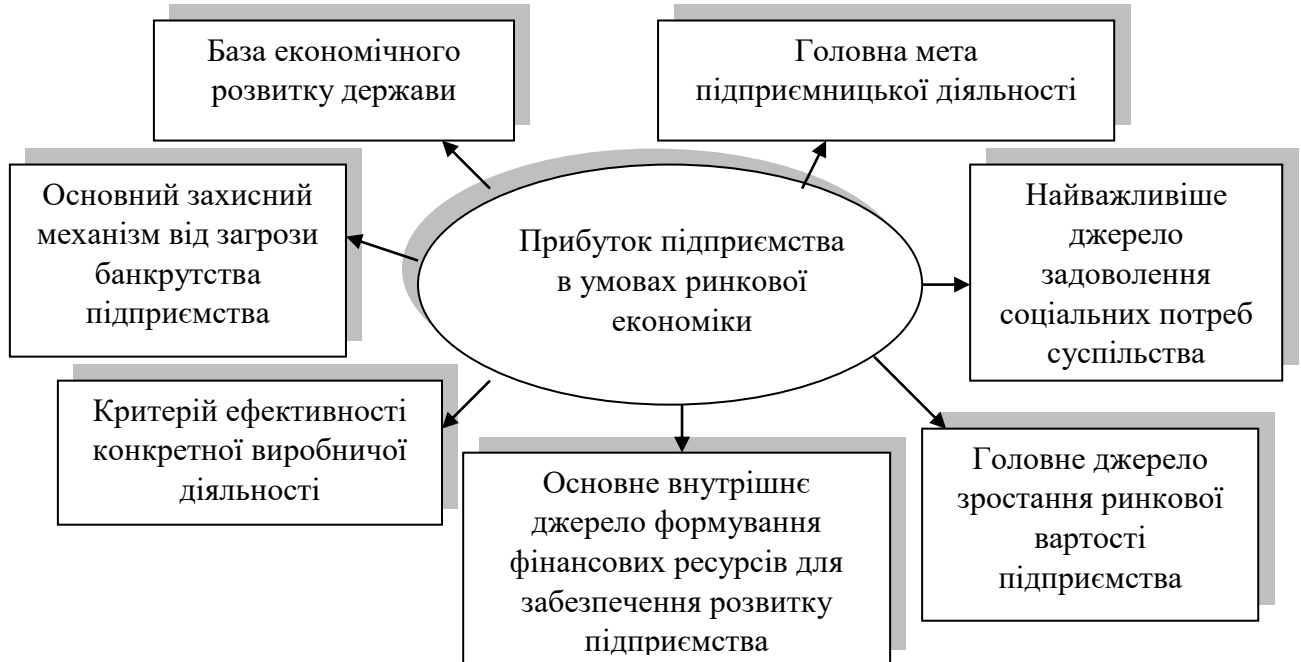 База економічного
розвитку держави
Головна мета
підприємницької діяльності
Основний захисний
механізм від загрози
банкрутства
підприємства
Прибуток підприємства
в умовах ринкової
економіки
Найважливіше
джерело
задоволення
соціальних потреб
суспільства
Критерій ефективності
конкретної виробничої
діяльності
Основне внутрішнє
джерело формування
фінансових ресурсів для
забезпечення розвитку
підприємства
Головне джерело
зростання ринкової
вартості
підприємства